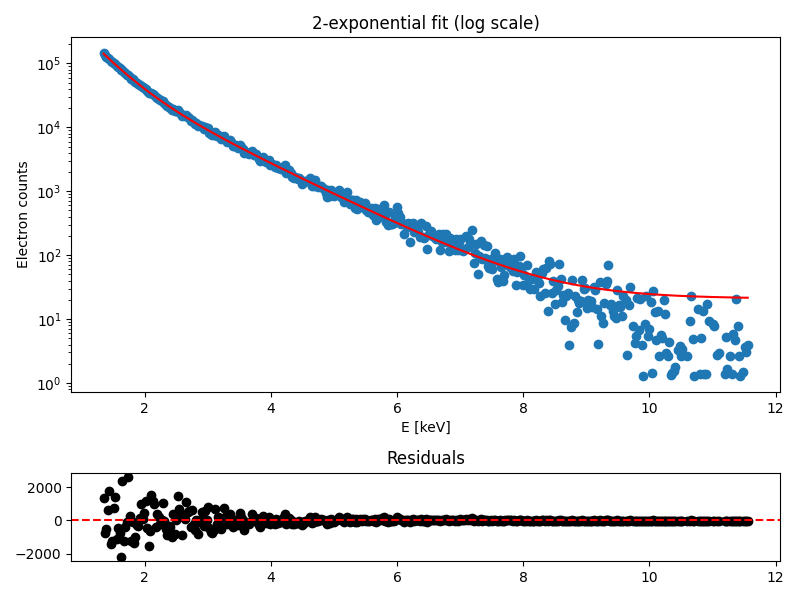 2-exponential fit (log scale)
Electron counts
10^5
10^4
10^3
10^2
10^1
10^0
2 4 6 8 10 12
E [keV]
Residuals
2000
0
−2000
2 4 6 8 10 12